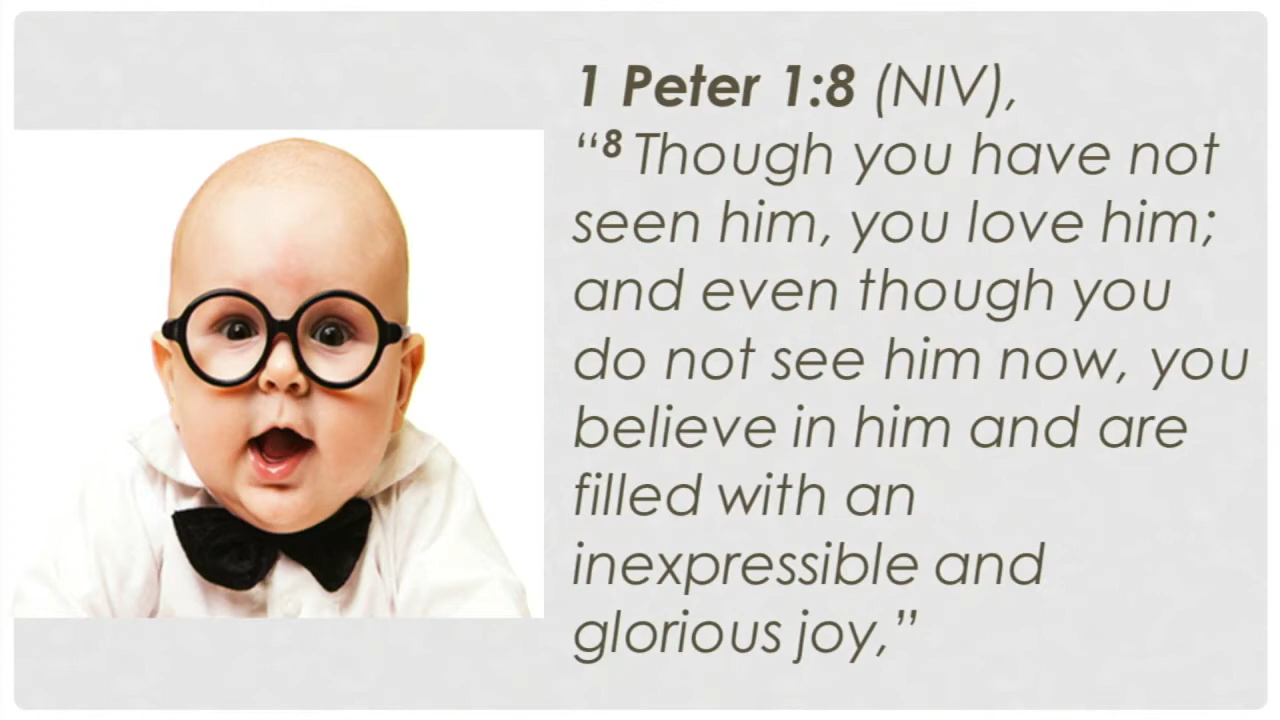 1 Peter 1:8 (NIV),
“8 Though you have not
seen him, you love him;
and even though you
do not see him now, you
believe in him and are
filled with an
inexpressible and
glorious joy,”